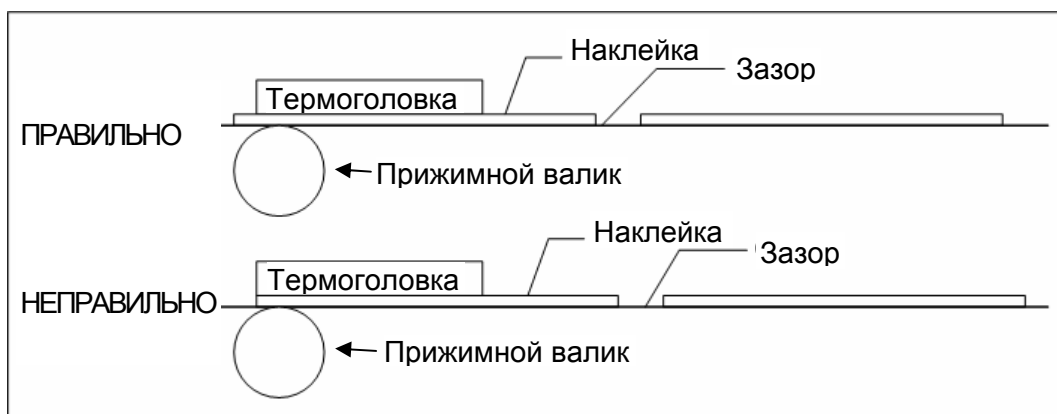 Наклейка
Зазор
Термоголовка
ПРАВИЛЬНО
Прижимной валик
Наклейка
Зазор
Термоголовка
НЕПРАВИЛЬНО
Прижимной валик